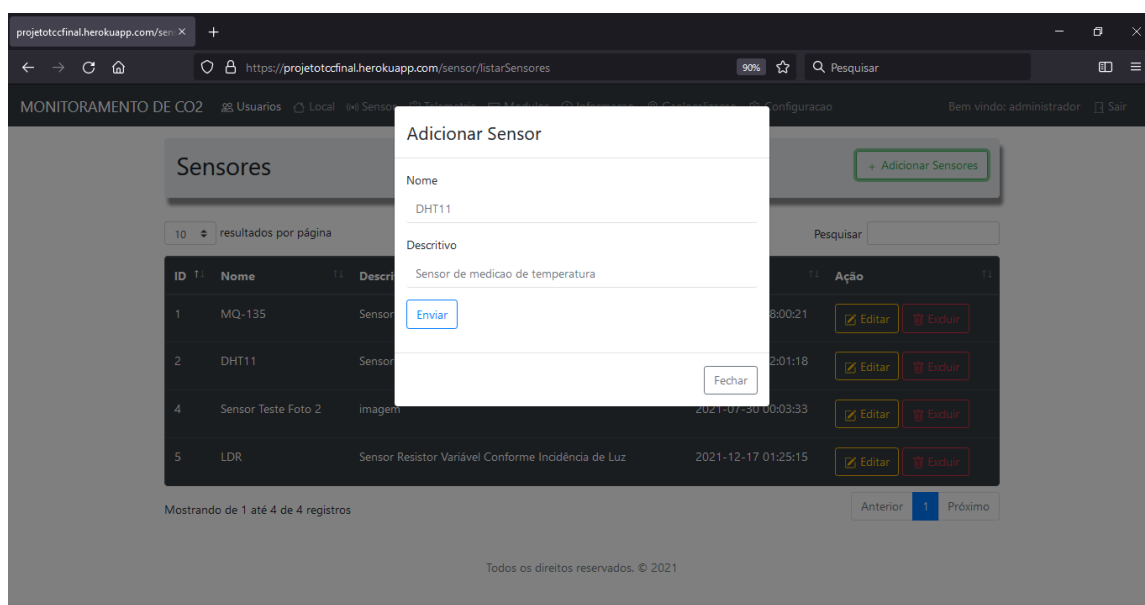 projetotccfinal.herokuapp.com/sen
https://projetotccfinal.herokuapp.com/sensor/listarSensores 90% Pesquisar
MONITORAMENTO DE CO2 Usuarios Local Sensor Configuracao Bem vindo: administrador Sair
Adicionar Sensor
Sensores
+ Adicionar Sensores
Nome
DHT11
10 resultados por página
Pesquisar
Descritivo
Sensor de medicao de temperatura
ID Nome Descri Ação
Enviar
1 MQ-135 Sensor 8:00:21 Editar Excluir
2 DHT11 Sensor 2:01:18 Editar Excluir
Fechar
4 Sensor Teste Foto 2 imagem 2021-07-30 00:03:33 Editar Excluir
5 LDR Sensor Resistor Variável Conforme Incidência de Luz 2021-12-17 01:25:15 Editar Excluir
Mostrando de 1 até 4 de 4 registros
Anterior 1 Próximo
Todos os direitos reservados. © 2021